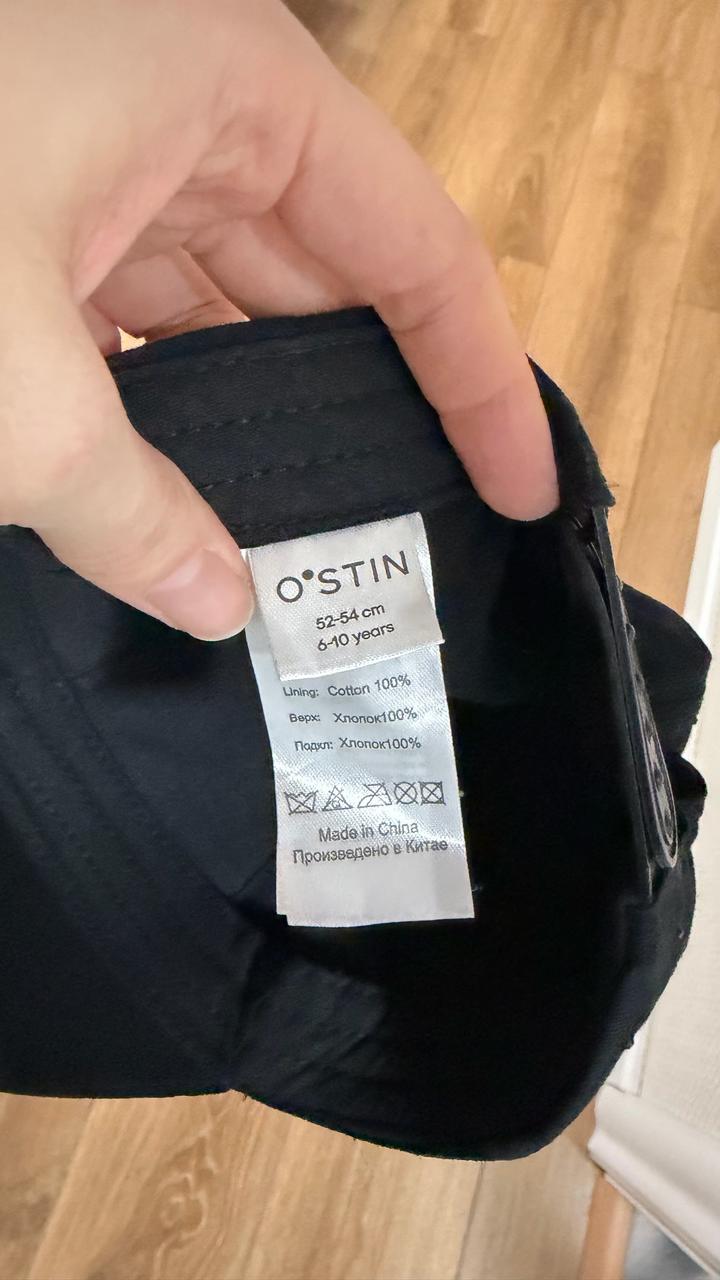 O'STIN
52-54 cm
6-10 years
Lining: Cotton 100%
Верх: Хлопок100%
Подкл: Хлопок100%
Made in China
Произведено в Китае